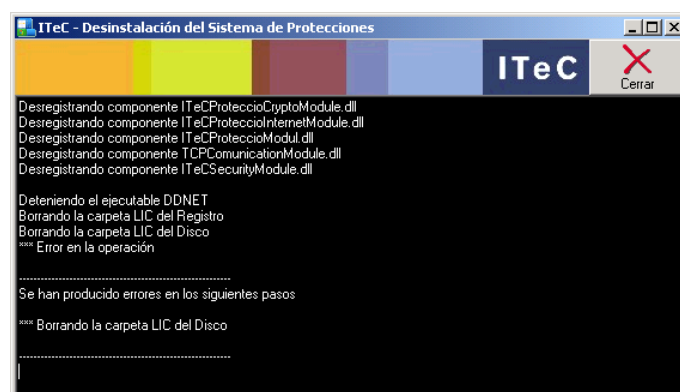 ITeC - Desinstalación del Sistema de Protecciones
ITeC
Cerrar
Desregistrando componente ITeCProteccioCryptoModule.dll
Desregistrando componente ITeCProteccioInternetModule.dll
Desregistrando componente ITeCProteccioModul.dll
Desregistrando componente TCPComunicationModule.dll
Desregistrando componente ITeCSecurityModule.dll
Deteniendo el ejecutable DDNET
Borrando la carpeta LIC del Registro
Borrando la carpeta LIC del Disco
*** Error en la operación
------------------------------------------------------------
Se han producido errores en los siguientes pasos
*** Borrando la carpeta LIC del Disco
------------------------------------------------------------